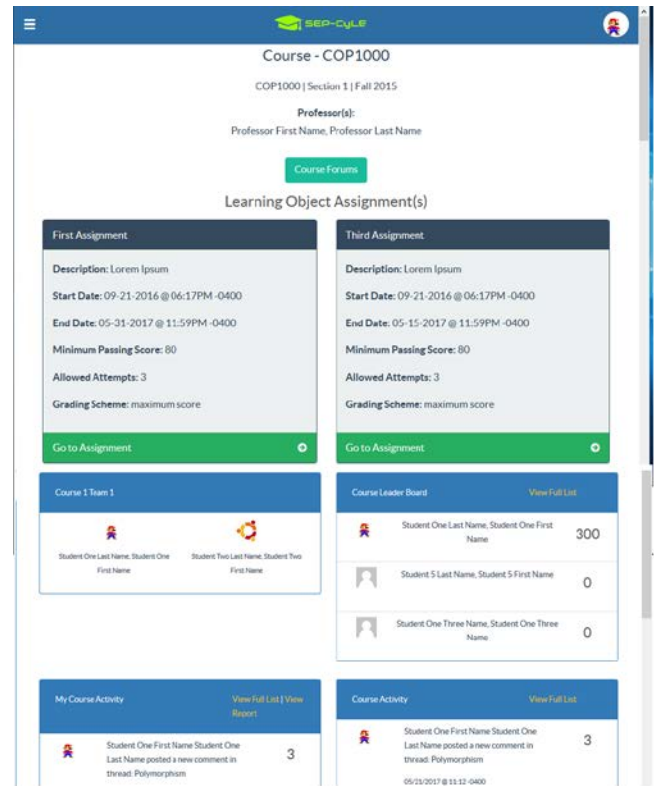 SEP-CyLE
Course - COP1000
COP1000 | Section 1 | Fall 2015
Professor(s):
Professor First Name, Professor Last Name
Course Forums
Learning Object Assignment(s)
First Assignment
Description: Lorem Ipsum
Start Date: 09-21-2016 @ 06:17PM -0400
End Date: 05-31-2017 @ 11:59PM -0400
Minimum Passing Score: 80
Allowed Attempts: 3
Grading Scheme: maximum score
Go to Assignment
Third Assignment
Description: Lorem Ipsum
Start Date: 09-21-2016 @ 06:17PM -0400
End Date: 05-15-2017 @ 11:59PM -0400
Minimum Passing Score: 80
Allowed Attempts: 3
Grading Scheme: maximum score
Go to Assignment
Course 1 Team 1
Student One Last Name, Student One
First Name
Student Two Last Name, Student Two
First Name
Course Leader Board
View Full List
Student One Last Name, Student One First
Name
300
Student 5 Last Name, Student 5 First Name
0
Student One Three Name, Student One Three
Name
0
My Course Activity
View Full List | View
Report
Student One First Name Student One
Last Name posted a new comment in
thread: Polymorphism
3
Course Activity
View Full List
Student One First Name Student One
Last Name posted a new comment in
thread: Polymorphism
3
05/21/2017 @ 11:12 -0400